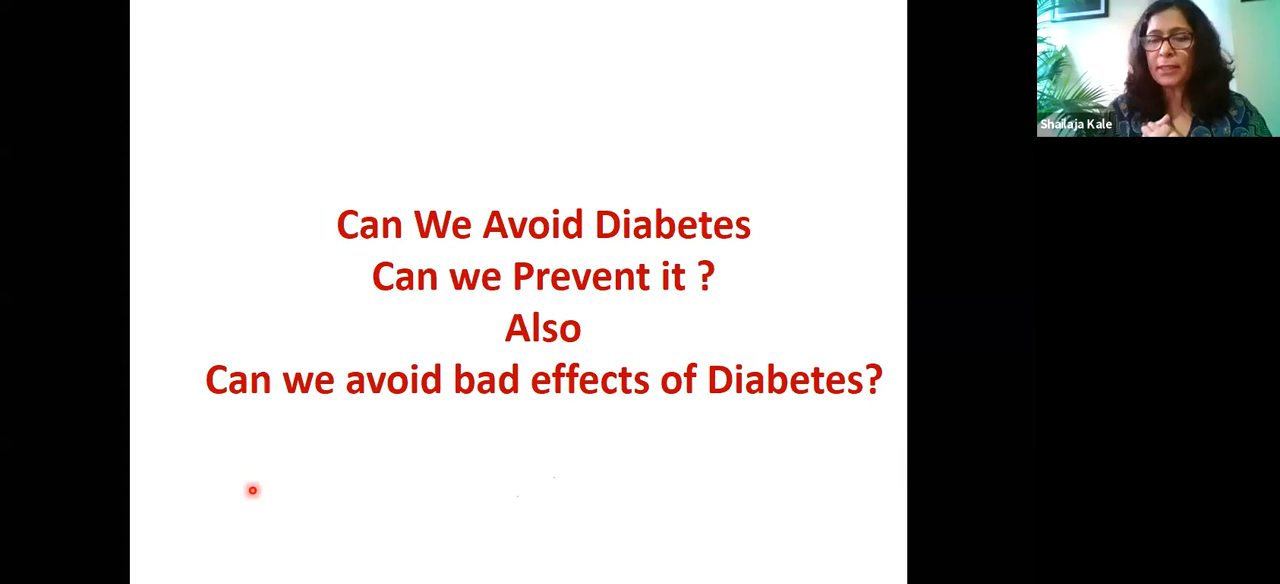 Can We Avoid Diabetes
Can we Prevent it ?
Also
Can we avoid bad effects of Diabetes?
Shailaja Kale